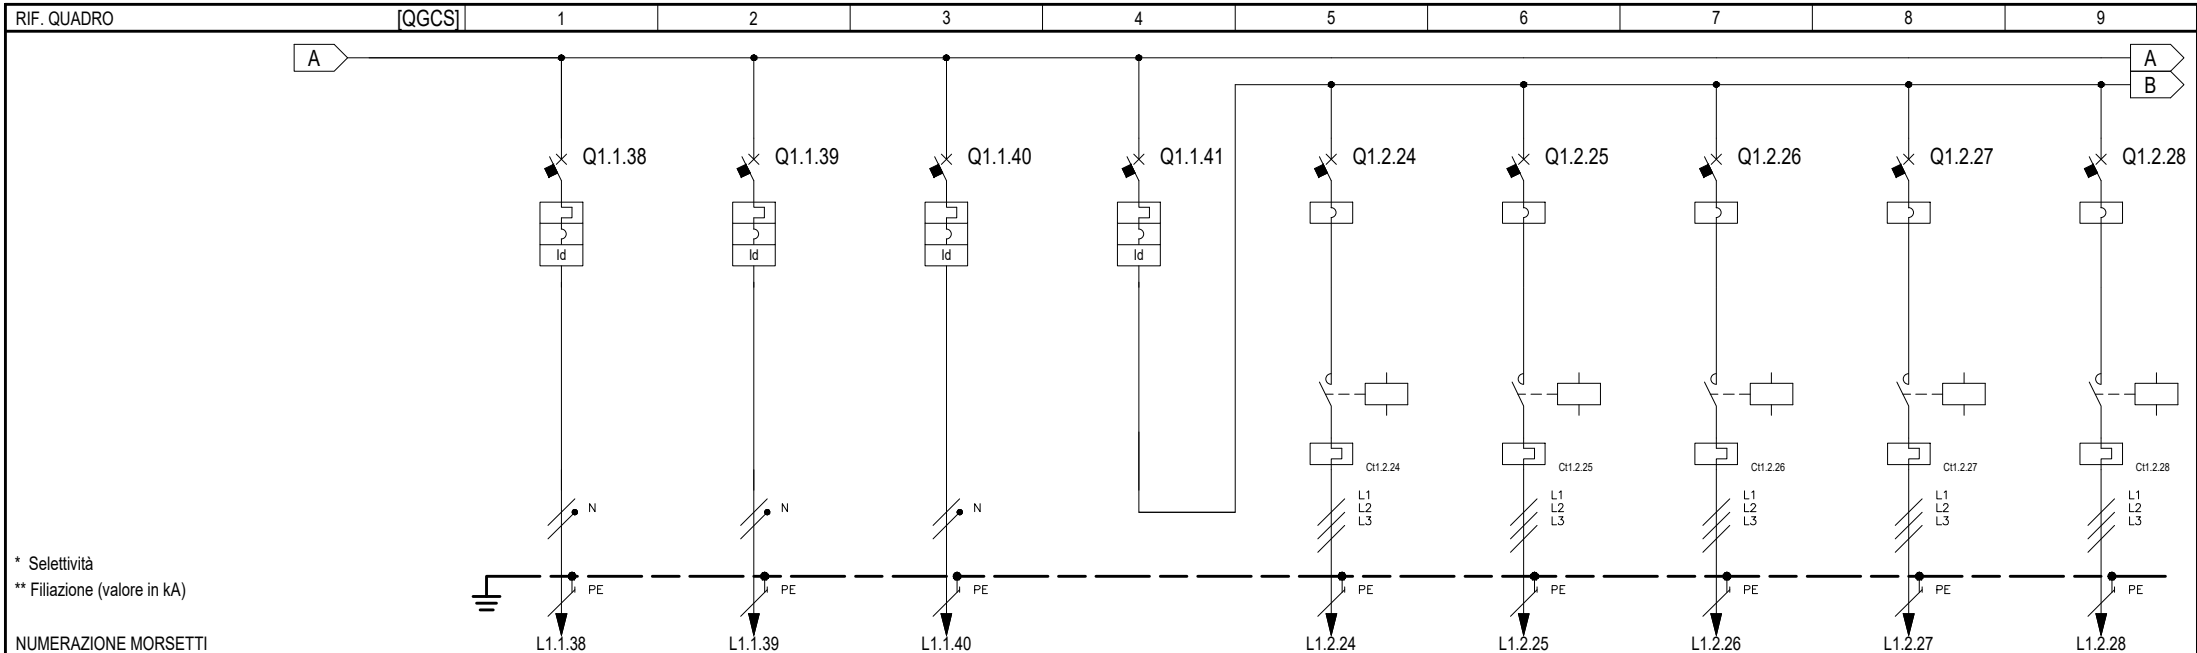 RIF. QUADRO [QGCS] 1 2 3 4 5 6 7 8 9
A A
B
Q1.1.38 Q1.1.39 Q1.1.40 Q1.1.41 Q1.2.24 Q1.2.25 Q1.2.26 Q1.2.27 Q1.2.28
Id Id Id Id
Ct1.2.24 Ct1.2.25 Ct1.2.26 Ct1.2.27 Ct1.2.28
L1 L1 L1 L1 L1
N N N L2 L2 L2 L2 L2
L3 L3 L3 L3 L3
* Selettività
** Filiazione (valore in kA) PE PE PE PE PE PE PE PE
NUMERAZIONE MORSETTI L1.1.38 L1.1.39 L1.1.40 L1.2.24 L1.2.25 L1.2.26 L1.2.27 L1.2.28